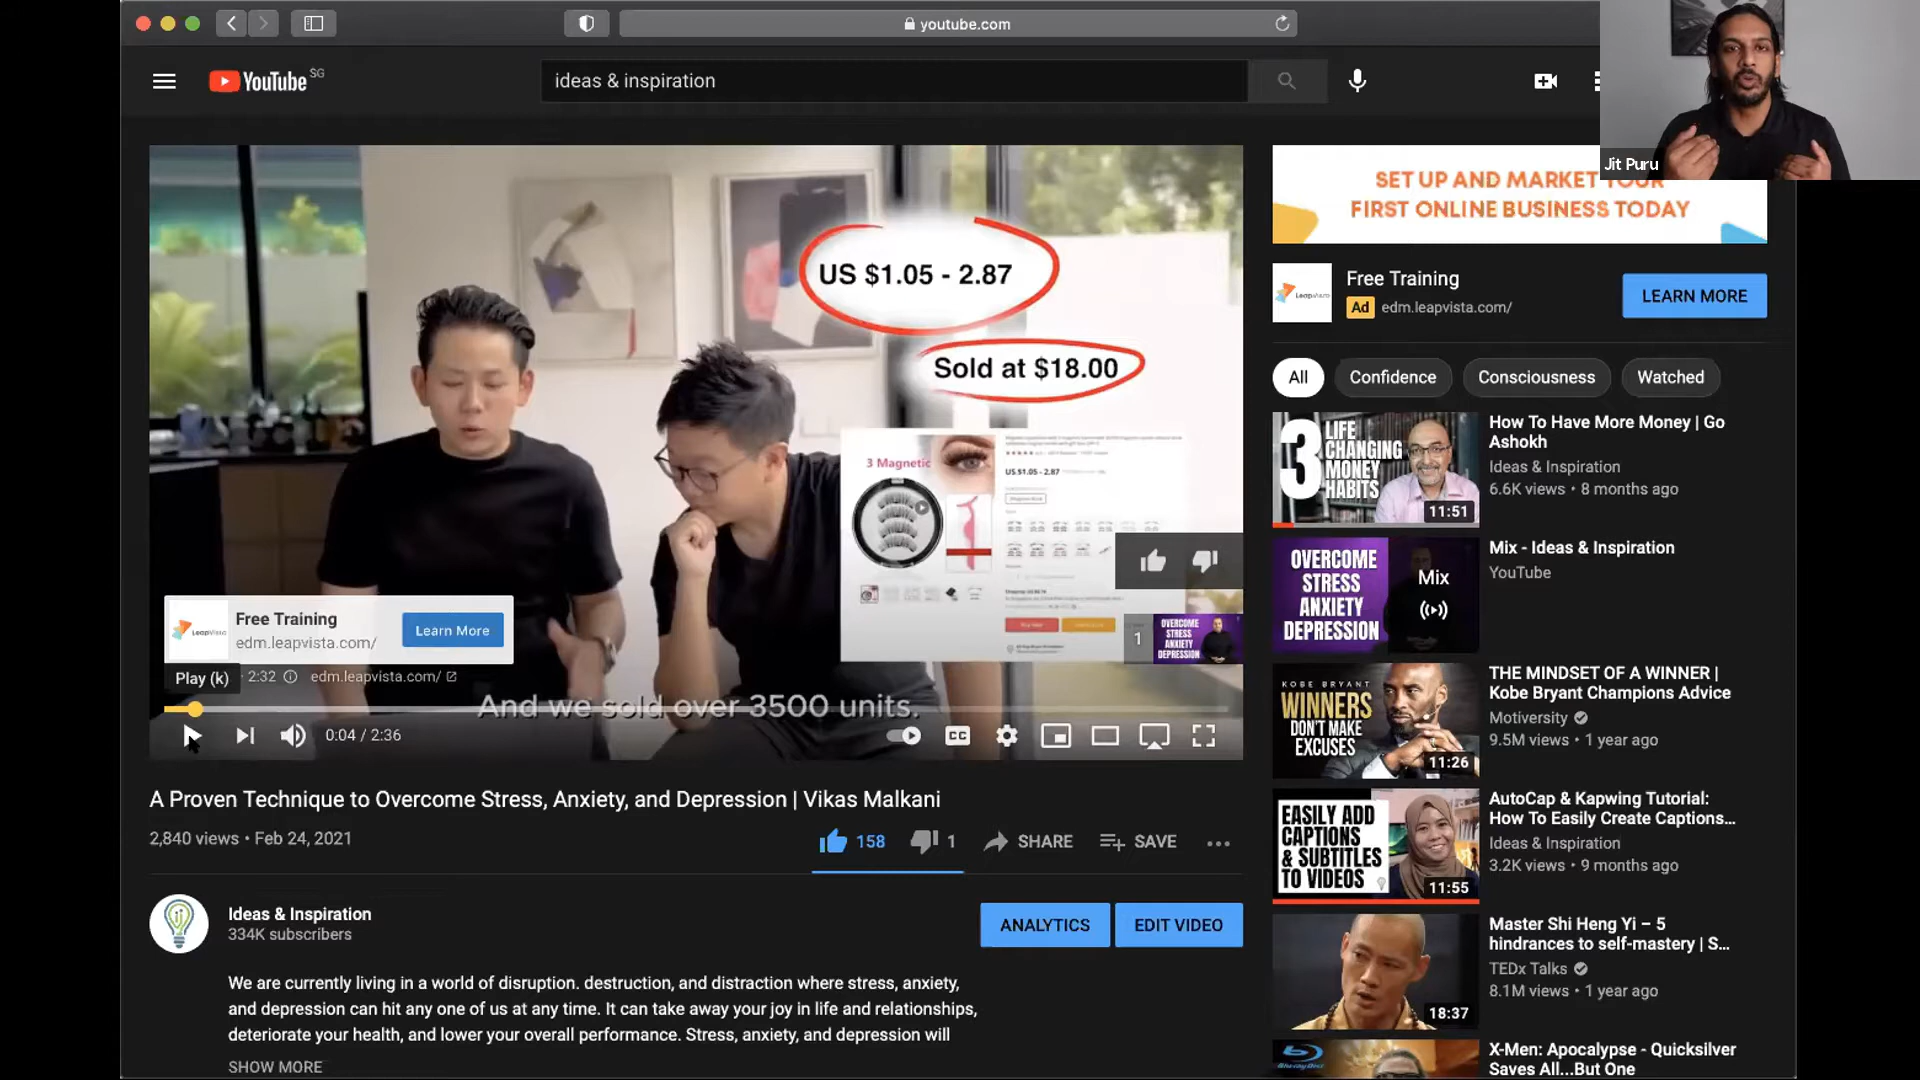 youtube.com
YouTube SG
ideas & inspiration
Jit Puru
US $1.05 - 2.87
Sold at $18.00
3 Magnetic
US $1.05 - 2.87
Free Training
edm.leapvista.com/
Learn More
Play (k)
2:32
edm.leapvista.com/
1
OVERCOME
STRESS
ANXIETY
DEPRESSION
And we sold over 3500 units.
0:04 / 2:36
CC
A Proven Technique to Overcome Stress, Anxiety, and Depression | Vikas Malkani
2,840 views • Feb 24, 2021
158
1
SHARE
SAVE
Ideas & Inspiration
334K subscribers
ANALYTICS
EDIT VIDEO
We are currently living in a world of disruption. destruction, and distraction where stress, anxiety,
and depression can hit any one of us at any time. It can take away your joy in life and relationships,
deteriorate your health, and lower your overall performance. Stress, anxiety, and depression will
SHOW MORE
SET UP AND MARKET YOUR
FIRST ONLINE BUSINESS TODAY
Free Training
Ad edm.leapvista.com/
LEARN MORE
All
Confidence
Consciousness
Watched
3 LIFE
CHANGING
MONEY
HABITS
11:51
How To Have More Money | Go
Ashokh
Ideas & Inspiration
6.6K views • 8 months ago
OVERCOME
STRESS
ANXIETY
DEPRESSION
Mix
Mix - Ideas & Inspiration
YouTube
KOBE BRYANT
WINNERS
DON'T MAKE
EXCUSES
11:26
THE MINDSET OF A WINNER |
Kobe Bryant Champions Advice
Motiversity
9.5M views • 1 year ago
EASILY ADD
CAPTIONS
& SUBTITLES
TO VIDEOS
11:55
AutoCap & Kapwing Tutorial:
How To Easily Create Captions...
Ideas & Inspiration
3.2K views • 9 months ago
18:37
Master Shi Heng Yi – 5
hindrances to self-mastery | S...
TEDx Talks
8.1M views • 1 year ago
X-Men: Apocalypse - Quicksilver
Saves All...But One